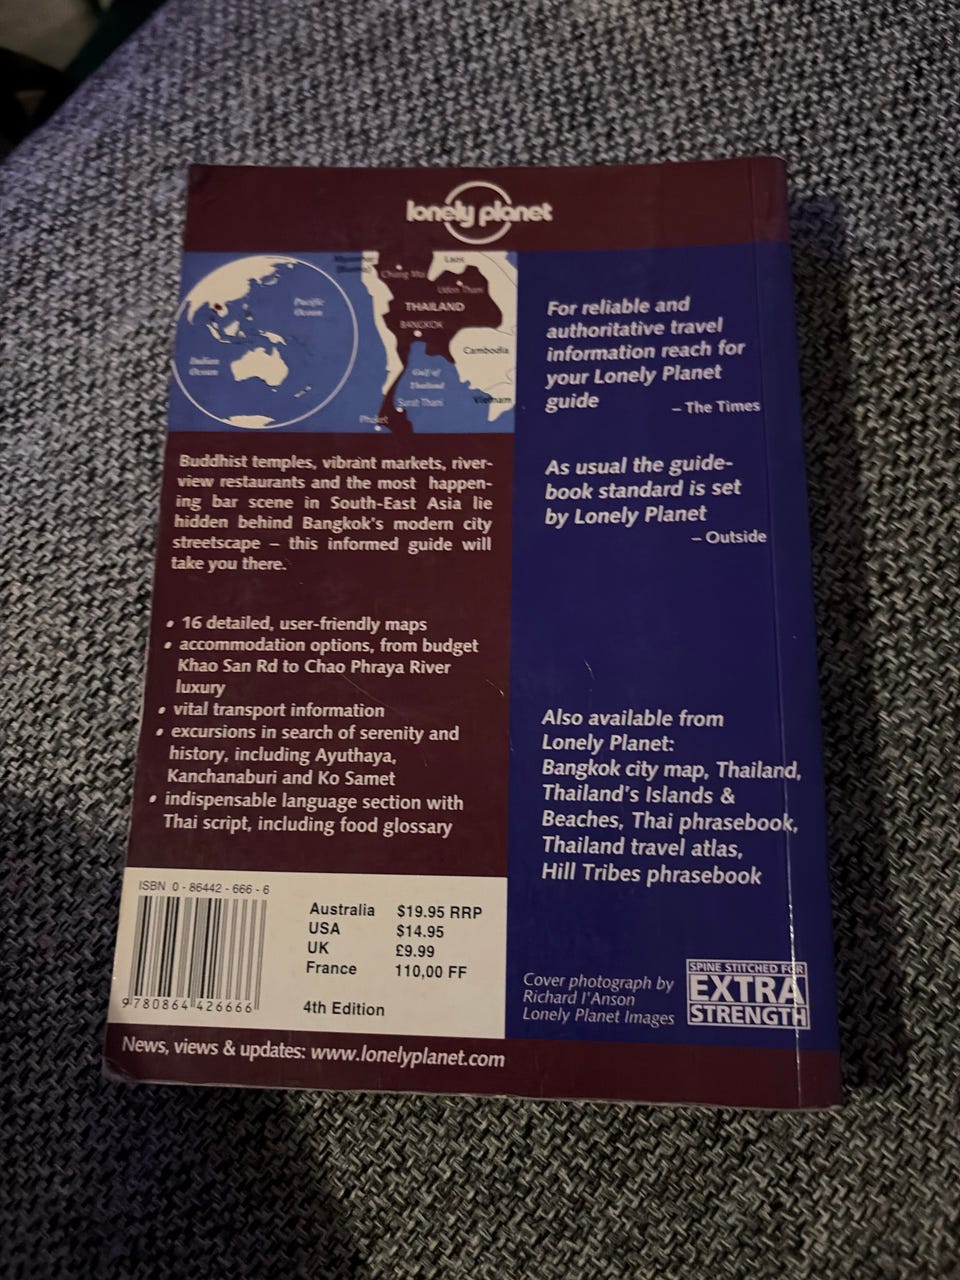 lonely planet
Myanmar
(Burma)
Laos
Chiang Mai
Udon Thani
THAILAND
BANGKOK
Cambodia
Gulf of
Thailand
Vietnam
Surat Thani
Phuket
Pacific
Ocean
Indian
Ocean
Buddhist temples, vibrant markets, river-
view restaurants and the most happen-
ing bar scene in South-East Asia lie
hidden behind Bangkok's modern city
streetscape – this informed guide will
take you there.
• 16 detailed, user-friendly maps
• accommodation options, from budget
Khao San Rd to Chao Phraya River
luxury
• vital transport information
• excursions in search of serenity and
history, including Ayuthaya,
Kanchanaburi and Ko Samet
• indispensable language section with
Thai script, including food glossary
ISBN 0 - 86442 - 666 - 6
9 780864 426666
Australia $19.95 RRP
USA $14.95
UK £9.99
France 110,00 FF
4th Edition
News, views & updates: www.lonelyplanet.com
For reliable and
authoritative travel
information reach for
your Lonely Planet
guide
– The Times
As usual the guide-
book standard is set
by Lonely Planet
– Outside
Also available from
Lonely Planet:
Bangkok city map, Thailand,
Thailand's Islands &
Beaches, Thai phrasebook,
Thailand travel atlas,
Hill Tribes phrasebook
Cover photograph by
Richard I'Anson
Lonely Planet Images
SPINE STITCHED FOR
EXTRA
STRENGTH